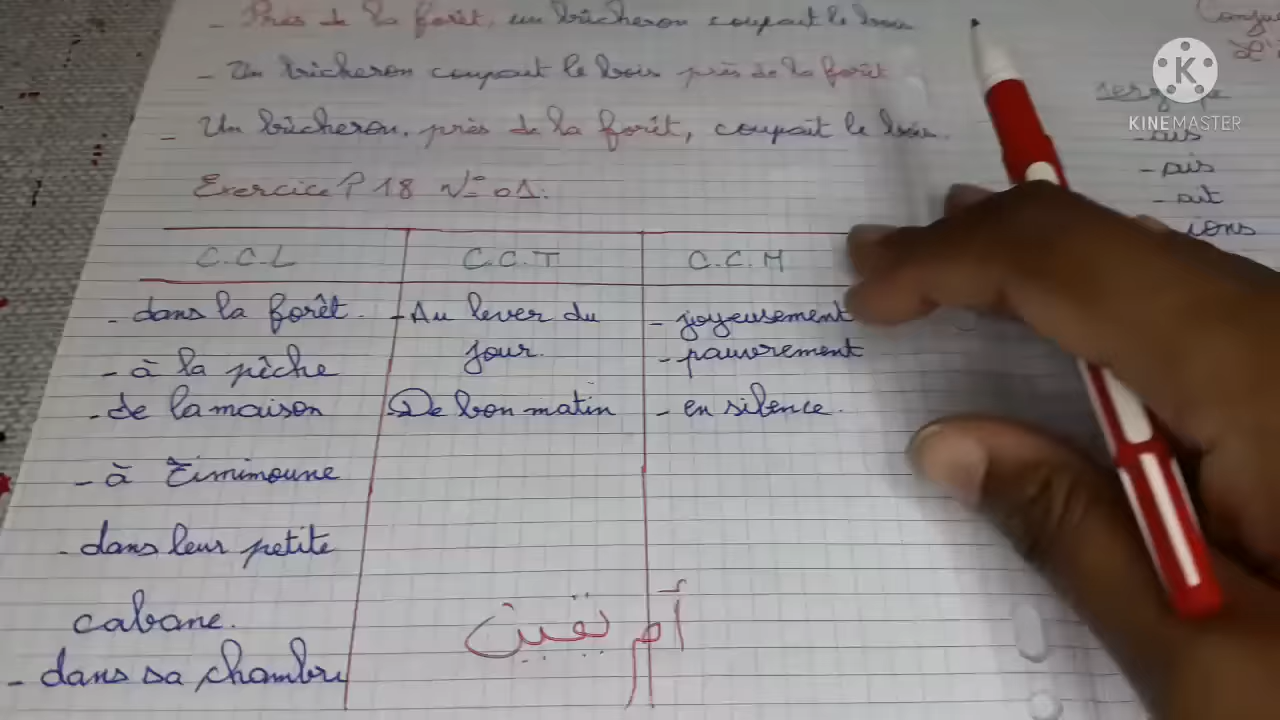 - Près de la forêt, un bûcheron coupait le bois
- Un bûcheron coupait le bois près de la forêt
- Un bûcheron, près de la forêt, coupait le bois.
Exercice P 18 N= 01:
C.C.L C.C.T C.C.M
- dans la forêt. - Au lever du - joyeusement
jour. - pauvrement
- à la pêche
- de la maison De bon matin - en silence.
- à Timimoune
- dans leur petite
cabane.
- dans sa chambre
أم يقين
K
KINEMASTER
- ais
- ais
- ait
ions